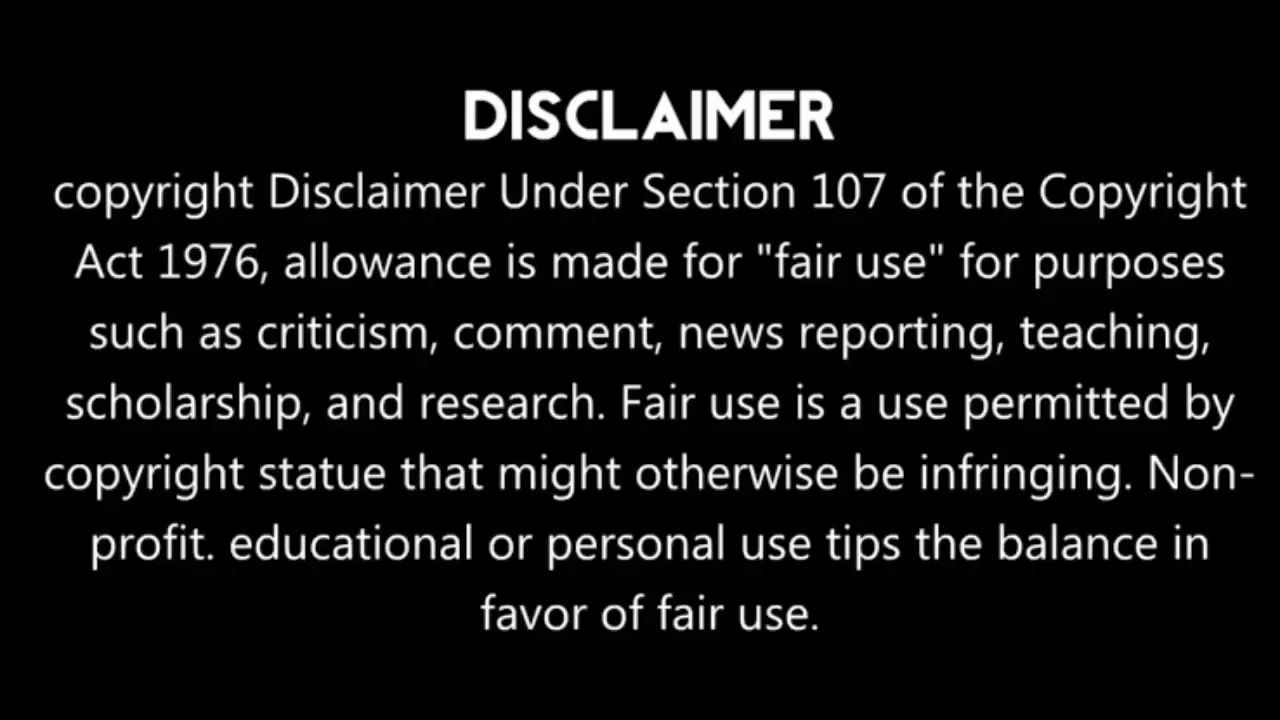 DISCLAIMER
copyright Disclaimer Under Section 107 of the Copyright
Act 1976, allowance is made for "fair use" for purposes
such as criticism, comment, news reporting, teaching,
scholarship, and research. Fair use is a use permitted by
copyright statue that might otherwise be infringing. Non-
profit. educational or personal use tips the balance in
favor of fair use.